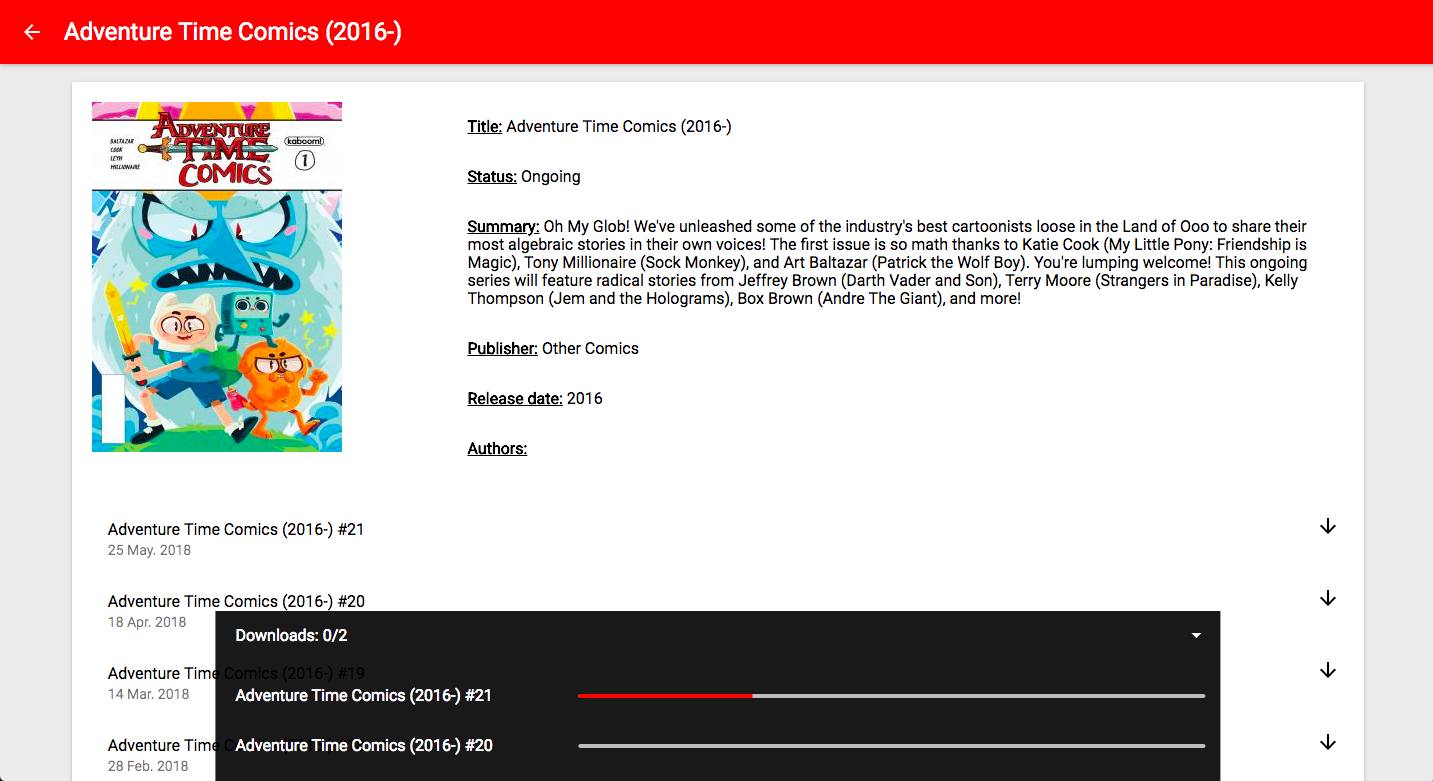 Adventure Time Comics (2016-)
BALTAZAR
COOK
LEYH
MILLIONAIRE
ADVENTURE
TIME
COMICS
kaboom!
1
Title: Adventure Time Comics (2016-)
Status: Ongoing
Summary: Oh My Glob! We've unleashed some of the industry's best cartoonists loose in the Land of Ooo to share their
most algebraic stories in their own voices! The first issue is so math thanks to Katie Cook (My Little Pony: Friendship is
Magic), Tony Millionaire (Sock Monkey), and Art Baltazar (Patrick the Wolf Boy). You're lumping welcome! This ongoing
series will feature radical stories from Jeffrey Brown (Darth Vader and Son), Terry Moore (Strangers in Paradise), Kelly
Thompson (Jem and the Holograms), Box Brown (Andre The Giant), and more!
Publisher: Other Comics
Release date: 2016
Authors:
Adventure Time Comics (2016-) #21
25 May. 2018
Adventure Time Comics (2016-) #20
18 Apr. 2018
Adventure Time Comics (2016-) #19
14 Mar. 2018
Adventure Time
28 Feb. 2018
Downloads: 0/2
Adventure Time Comics (2016-) #21
Adventure Time Comics (2016-) #20